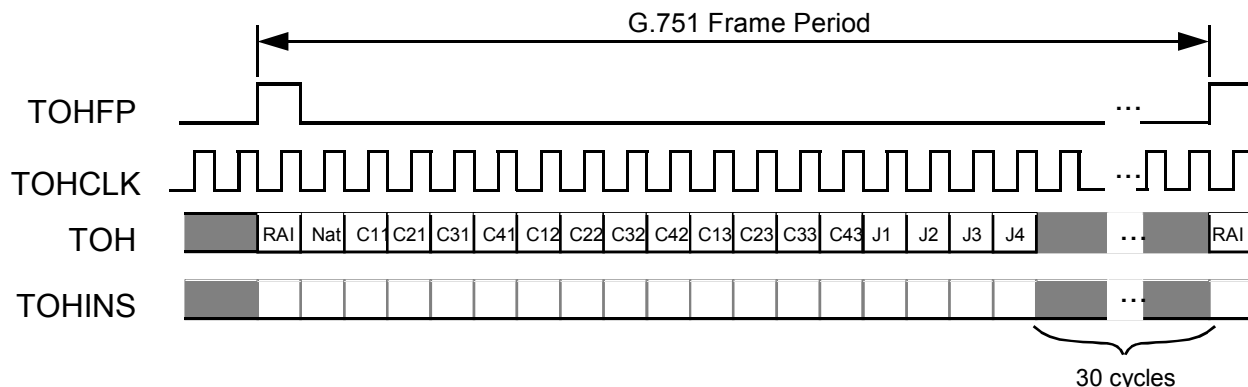 G.751 Frame Period
TOHFP ...
TOHCLK ...
TOH RAI Nat C11 C21 C31 C41 C12 C22 C32 C42 C13 C23 C33 C43 J1 J2 J3 J4 ... RAI
TOHINS ...
30 cycles